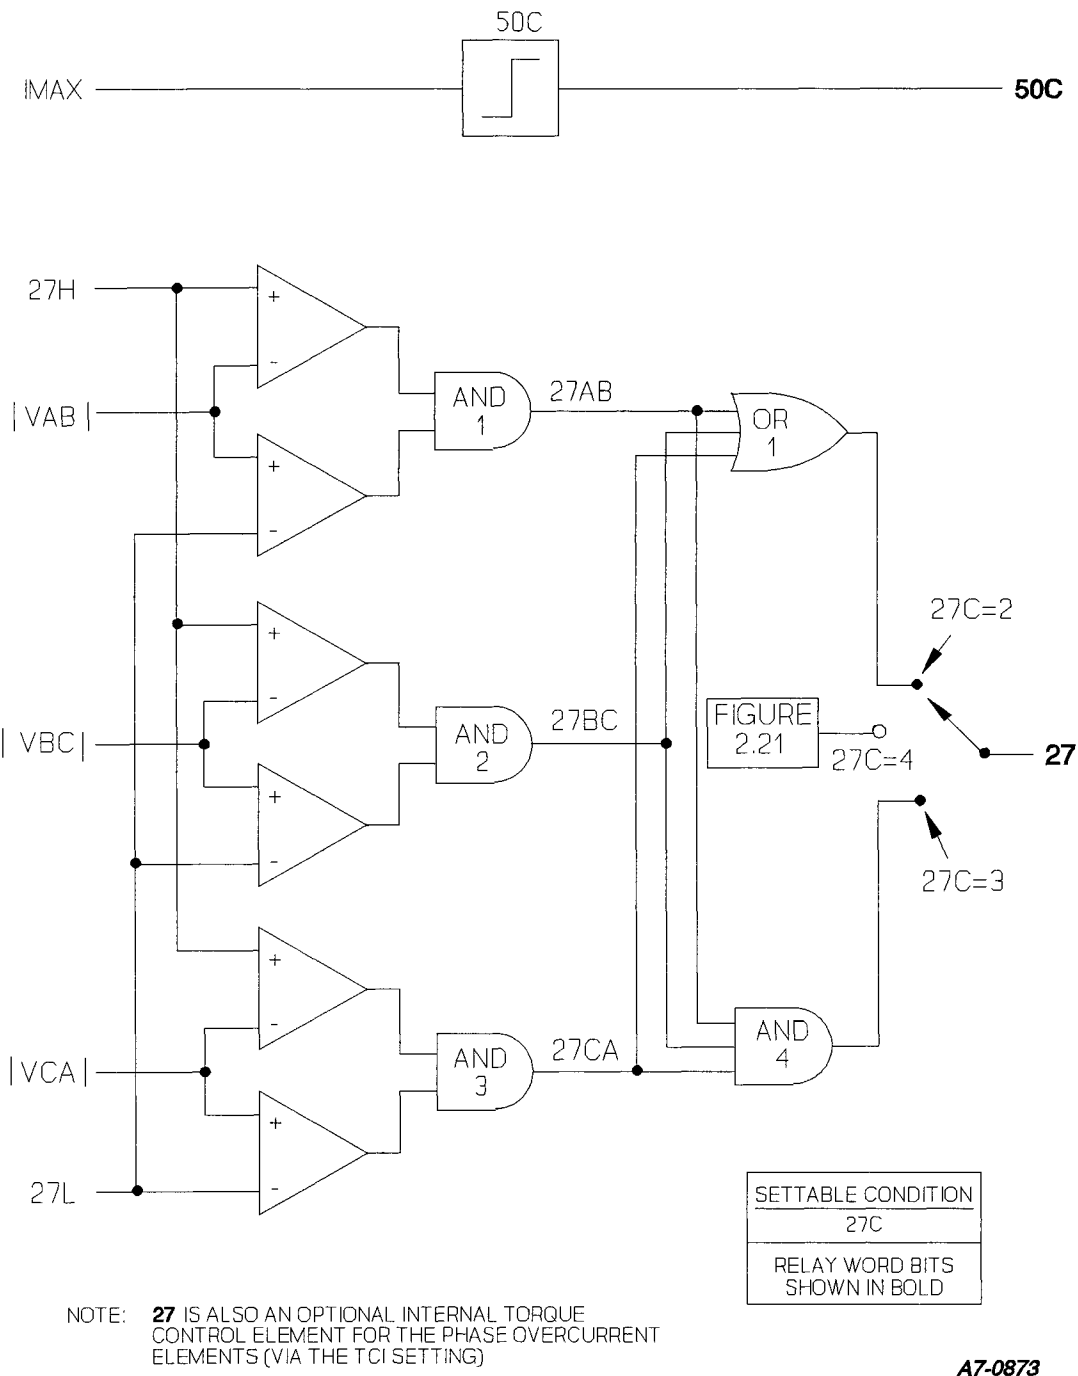 50C
IMAX
50C
27H
+
-
|VAB|
+
-
AND
1
27AB
OR
1
27C=2
+
-
|VBC|
+
-
AND
2
27BC
FIGURE
2.21
27C=4
27
27C=3
+
-
|VCA|
+
-
AND
3
27CA
AND
4
27L
SETTABLE CONDITION
27C
RELAY WORD BITS
SHOWN IN BOLD
NOTE: 27 IS ALSO AN OPTIONAL INTERNAL TORQUE
CONTROL ELEMENT FOR THE PHASE OVERCURRENT
ELEMENTS (VIA THE TCI SETTING)
A7-0873